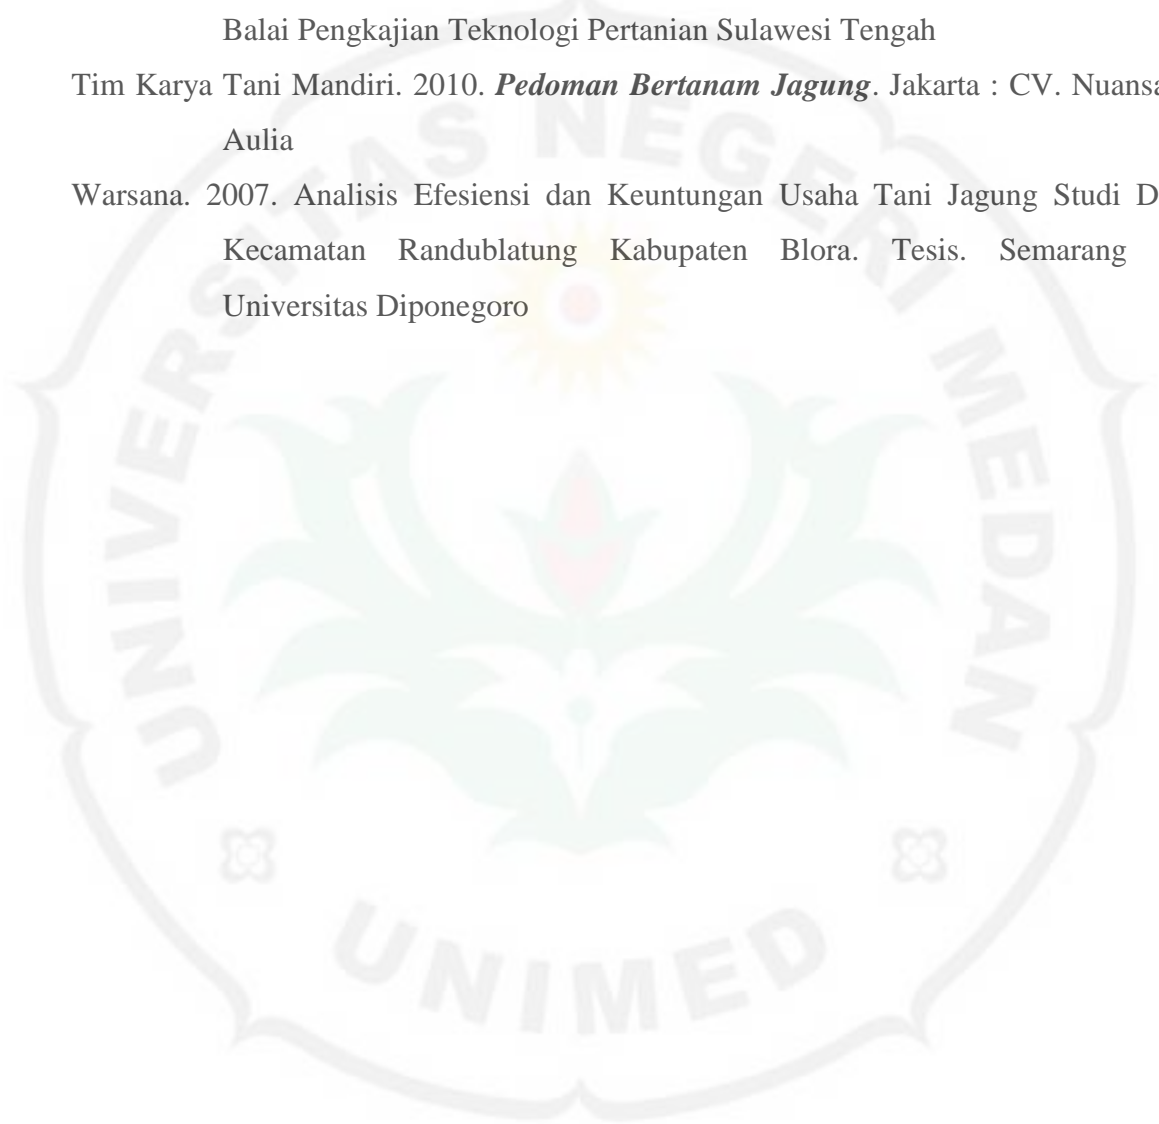 Balai Pengkajian Teknologi Pertanian Sulawesi Tengah
Tim Karya Tani Mandiri. 2010. Pedoman Bertanam Jagung. Jakarta : CV. Nuansa
Aulia
Warsana. 2007. Analisis Efesiensi dan Keuntungan Usaha Tani Jagung Studi D
Kecamatan Randublatung Kabupaten Blora. Tesis. Semarang
Universitas Diponegoro
UNIVERSITAS NEGERI MEDAN
UNIMED